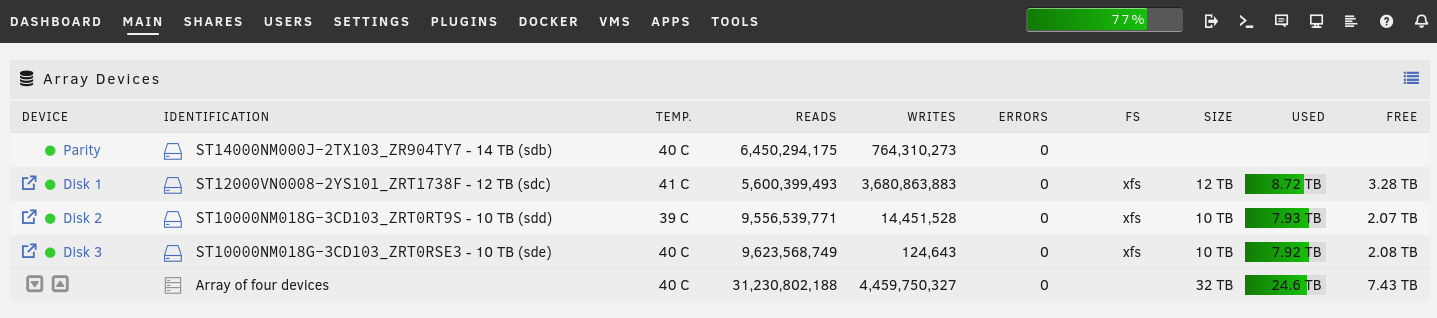 DASHBOARD MAIN SHARES USERS SETTINGS PLUGINS DOCKER VMS APPS TOOLS 77%
Array Devices
DEVICE IDENTIFICATION TEMP. READS WRITES ERRORS FS SIZE USED FREE
Parity ST14000NM000J-2TX103_ZR904TY7 - 14 TB (sdb) 40 C 6,450,294,175 764,310,273 0
Disk 1 ST12000VN0008-2YS101_ZRT1738F - 12 TB (sdc) 41 C 5,600,399,493 3,680,863,883 0 xfs 12 TB 8.72 TB 3.28 TB
Disk 2 ST10000NM018G-3CD103_ZRT0RT9S - 10 TB (sdd) 39 C 9,556,539,771 14,451,528 0 xfs 10 TB 7.93 TB 2.07 TB
Disk 3 ST10000NM018G-3CD103_ZRT0RSE3 - 10 TB (sde) 40 C 9,623,568,749 124,643 0 xfs 10 TB 7.92 TB 2.08 TB
Array of four devices 40 C 31,230,802,188 4,459,750,327 0 32 TB 24.6 TB 7.43 TB